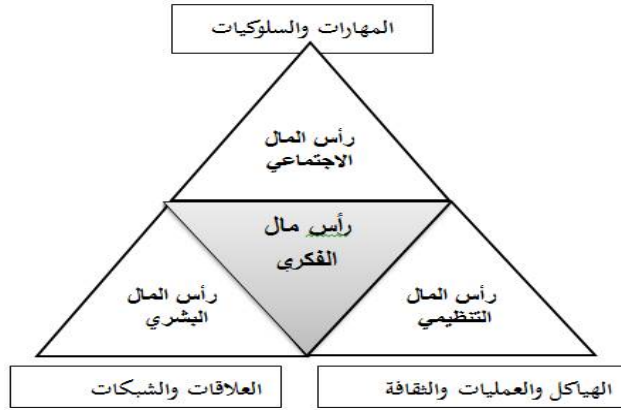 المهارات والسلوكيات
رأس المال
الاجتماعي
رأس مال
الفكري
رأس المال
التنظيمي
رأس المال
البشري
الهياكل والعمليات والثقافة
العلاقات والشبكات